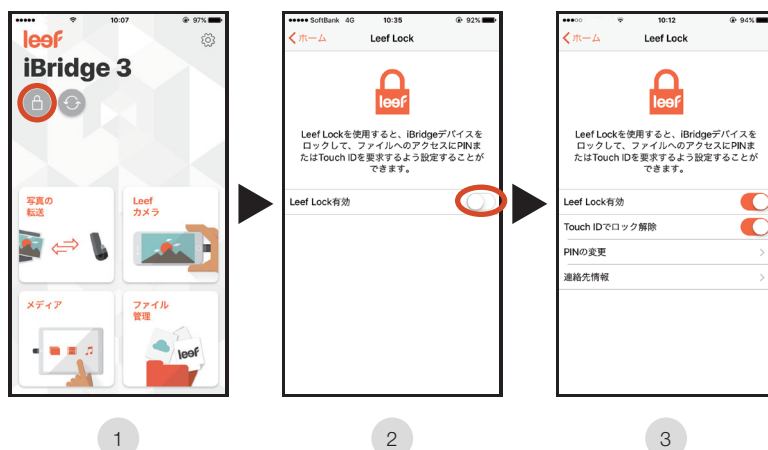 10:07
97%
leef
iBridge 3
写真の
転送
Leef
カメラ
メディア
ファイル
管理
leef
1
SoftBank 4G
10:35
92%
ホーム
Leef Lock
leef
Leef Lockを使用すると、iBridgeデバイスを
ロックして、ファイルへのアクセスにPINま
たはTouch IDを要求するよう設定することが
できます。
Leef Lock有効
2
10:12
94%
ホーム
Leef Lock
leef
Leef Lockを使用すると、iBridgeデバイスを
ロックして、ファイルへのアクセスにPINま
たはTouch IDを要求するよう設定することが
できます。
Leef Lock有効
Touch IDでロック解除
PINの変更
連絡先情報
3